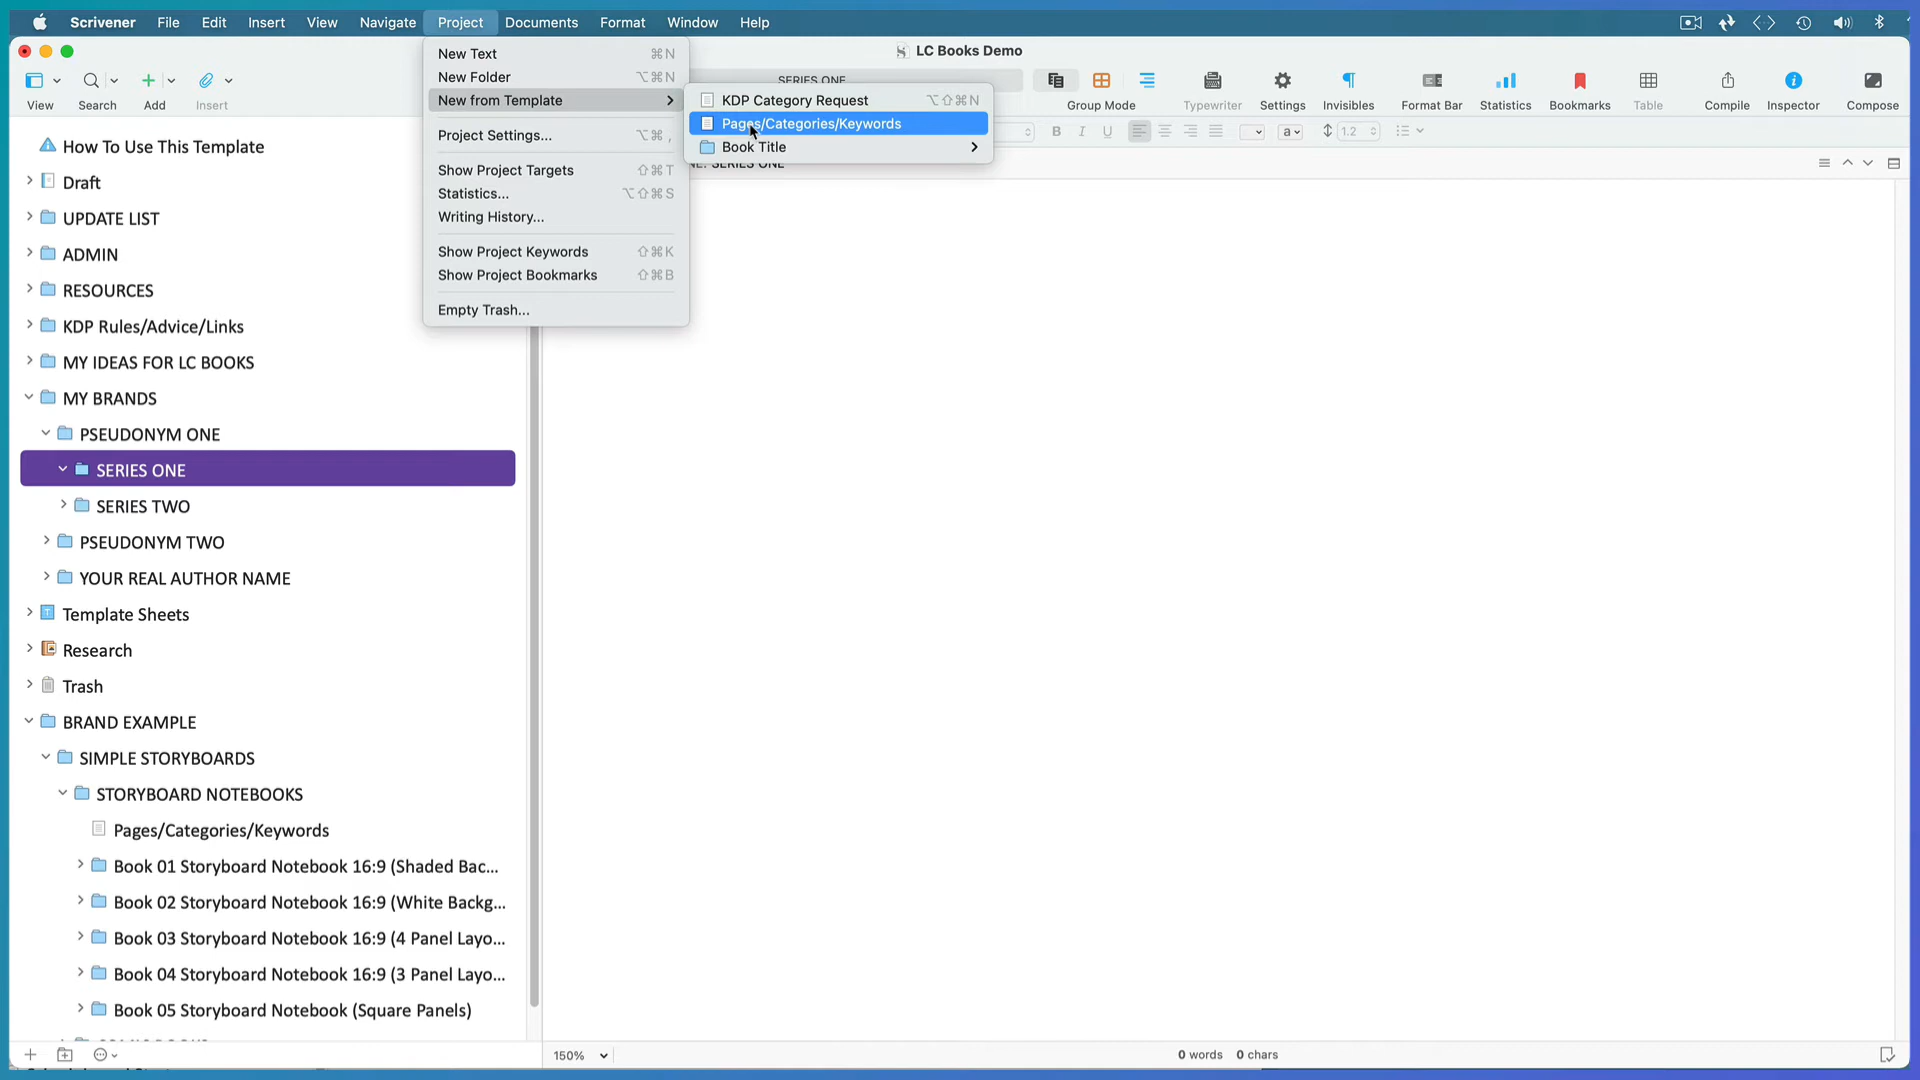 Scrivener File Edit Insert View Navigate Project Documents Format Window Help
LC Books Demo
View Search Add Insert
SERIES ONE
Group Mode Typewriter Settings Invisibles Format Bar Statistics Bookmarks Table Compile Inspector Compose
B I U a 1.2
SERIES ONE
New Text ⌘N
New Folder ⌥⌘N
New from Template
Project Settings... ⌥⌘,
Show Project Targets ⇧⌘T
Statistics... ⌥⇧⌘S
Writing History...
Show Project Keywords ⇧⌘K
Show Project Bookmarks ⇧⌘B
Empty Trash...
KDP Category Request ⌥⇧⌘N
Pages/Categories/Keywords
Book Title
How To Use This Template
Draft
UPDATE LIST
ADMIN
RESOURCES
KDP Rules/Advice/Links
MY IDEAS FOR LC BOOKS
MY BRANDS
PSEUDONYM ONE
SERIES ONE
SERIES TWO
PSEUDONYM TWO
YOUR REAL AUTHOR NAME
Template Sheets
Research
Trash
BRAND EXAMPLE
SIMPLE STORYBOARDS
STORYBOARD NOTEBOOKS
Pages/Categories/Keywords
Book 01 Storyboard Notebook 16:9 (Shaded Bac...
Book 02 Storyboard Notebook 16:9 (White Backg...
Book 03 Storyboard Notebook 16:9 (4 Panel Layo...
Book 04 Storyboard Notebook 16:9 (3 Panel Layo...
Book 05 Storyboard Notebook (Square Panels)
150%
0 words 0 chars